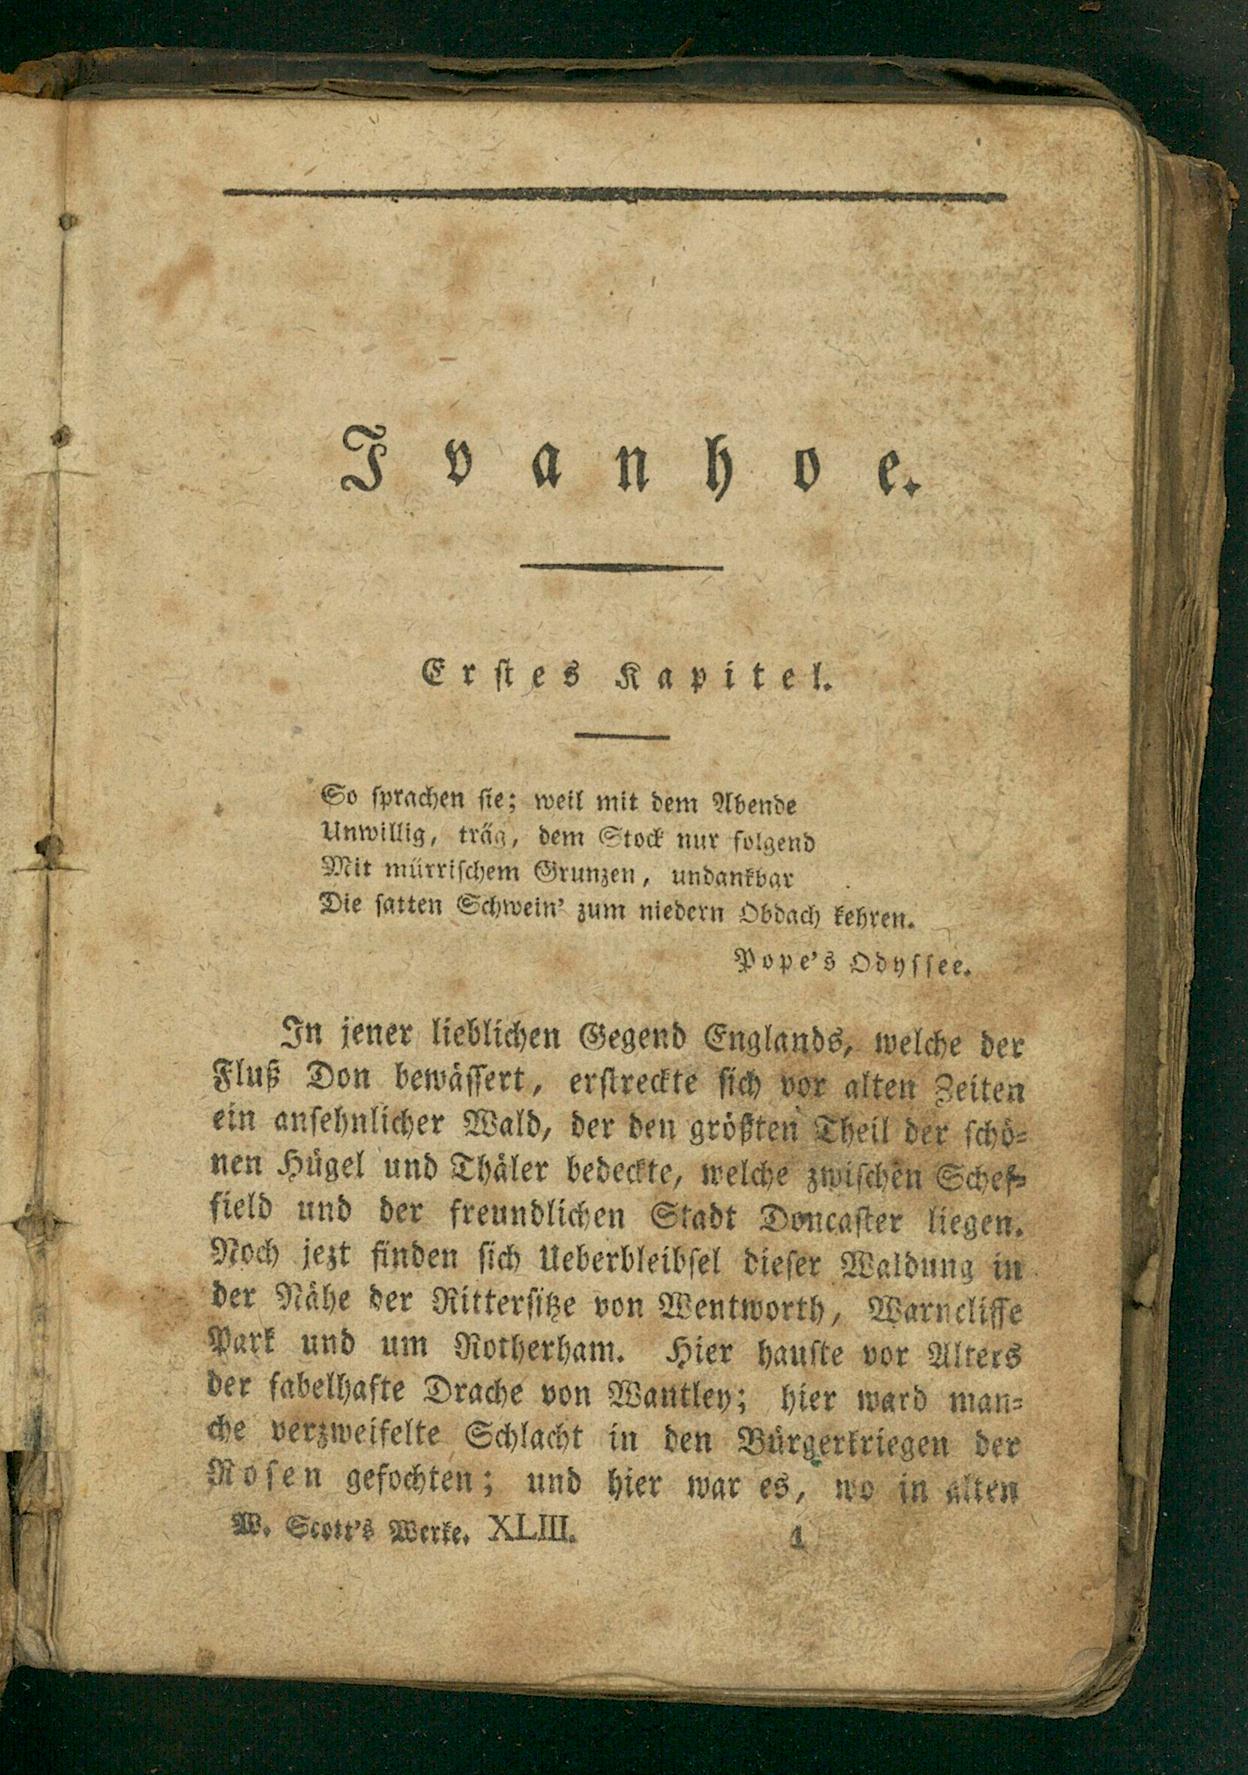 Ivanhoe.
Erstes Kapitel.
So sprachen sie; weil mit dem Abende
Unwillig, träg, dem Stock nur folgend
Mit mürrischem Grunzen, undankbar
Die satten Schwein' zum niedern Obdach kehren.
Pope's Odyssee.
In jener lieblichen Gegend Englands, welche der
Fluß Don bewässert, erstreckte sich vor alten Zeiten
ein ansehnlicher Wald, der den größten Theil der schö-
nen Hügel und Thäler bedeckte, welche zwischen Schef-
field und der freundlichen Stadt Doncaster liegen.
Noch jezt finden sich Ueberbleibsel dieser Waldung in
der Nähe der Rittersitze von Wentworth, Warncliffe
Park und um Rotherham. Hier hauste vor Alters
der fabelhafte Drache von Wantley; hier ward man-
che verzweifelte Schlacht in den Bürgerkriegen der
Rosen gefochten; und hier war es, wo in alten
W. Scott's Werke. XLIII. 1